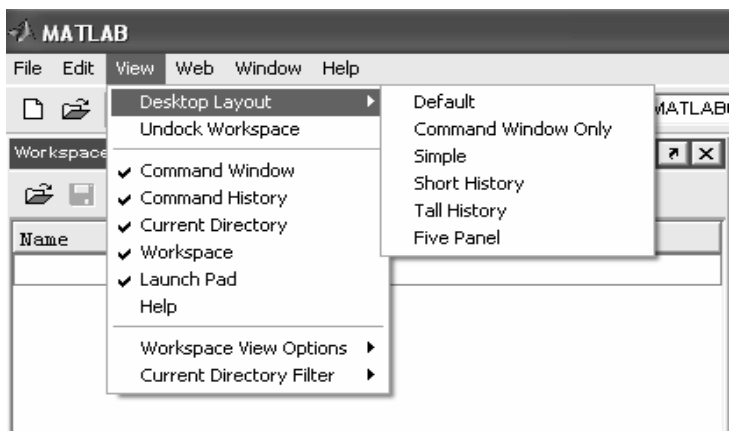 MATLAB
File Edit View Web Window Help
Desktop Layout
Undock Workspace
Command Window
Command History
Current Directory
Workspace
Launch Pad
Help
Workspace View Options
Current Directory Filter
Default
Command Window Only
Simple
Short History
Tall History
Five Panel
Workspace
Name